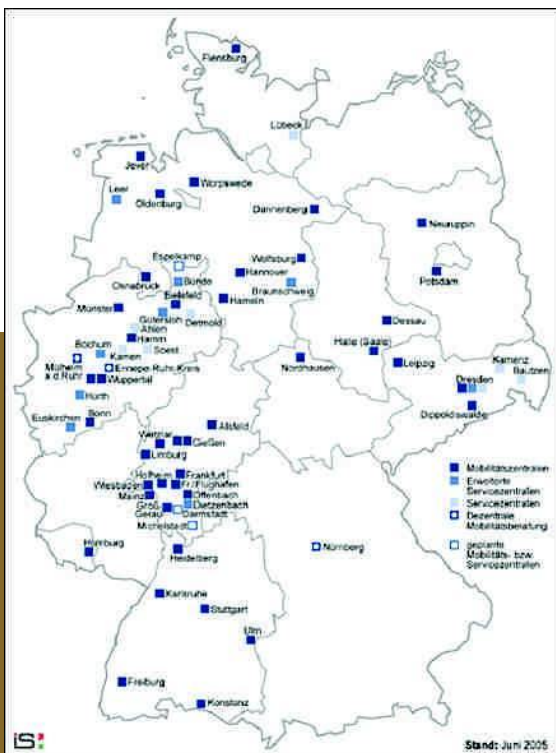 Flensburg
Lübeck
Jever
Leer
Worpswede
Oldenburg
Dannenberg
Neuruppin
Espelkamp
Wolfsburg
Osnabrück
Bünde
Hannover
Braunschweig
Potsdam
Münster
Bielefeld
Hameln
Gütersloh
Detmold
Dessau
Ahlen
Bochum
Hamm
Halle (Saale)
Kamen
Soest
Mülheim
a.d.Ruhr
Ennepe-Ruhr-Kreis
Nordhausen
Leipzig
Kamenz
Bautzen
Wuppertal
Dresden
Hürth
Dippoldiswalde
Euskirchen
Bonn
Alsfeld
Wetzlar
Gießen
Limburg
Hofheim
Frankfurt
Wiesbaden
Fr./Flughafen
Mainz
Offenbach
Groß
Gerau
Dietzenbach
Darmstadt
Michelstadt
Homburg
Heidelberg
Nürnberg
Karlsruhe
Stuttgart
Ulm
Freiburg
Konstanz
Mobilitätszentralen
Erweiterte
Servicezentralen
Servicezentralen
Dezentrale
Mobilitätsberatung
geplante
Mobilitäts- bzw.
Servicezentralen
iS
Stand: Juni 2005